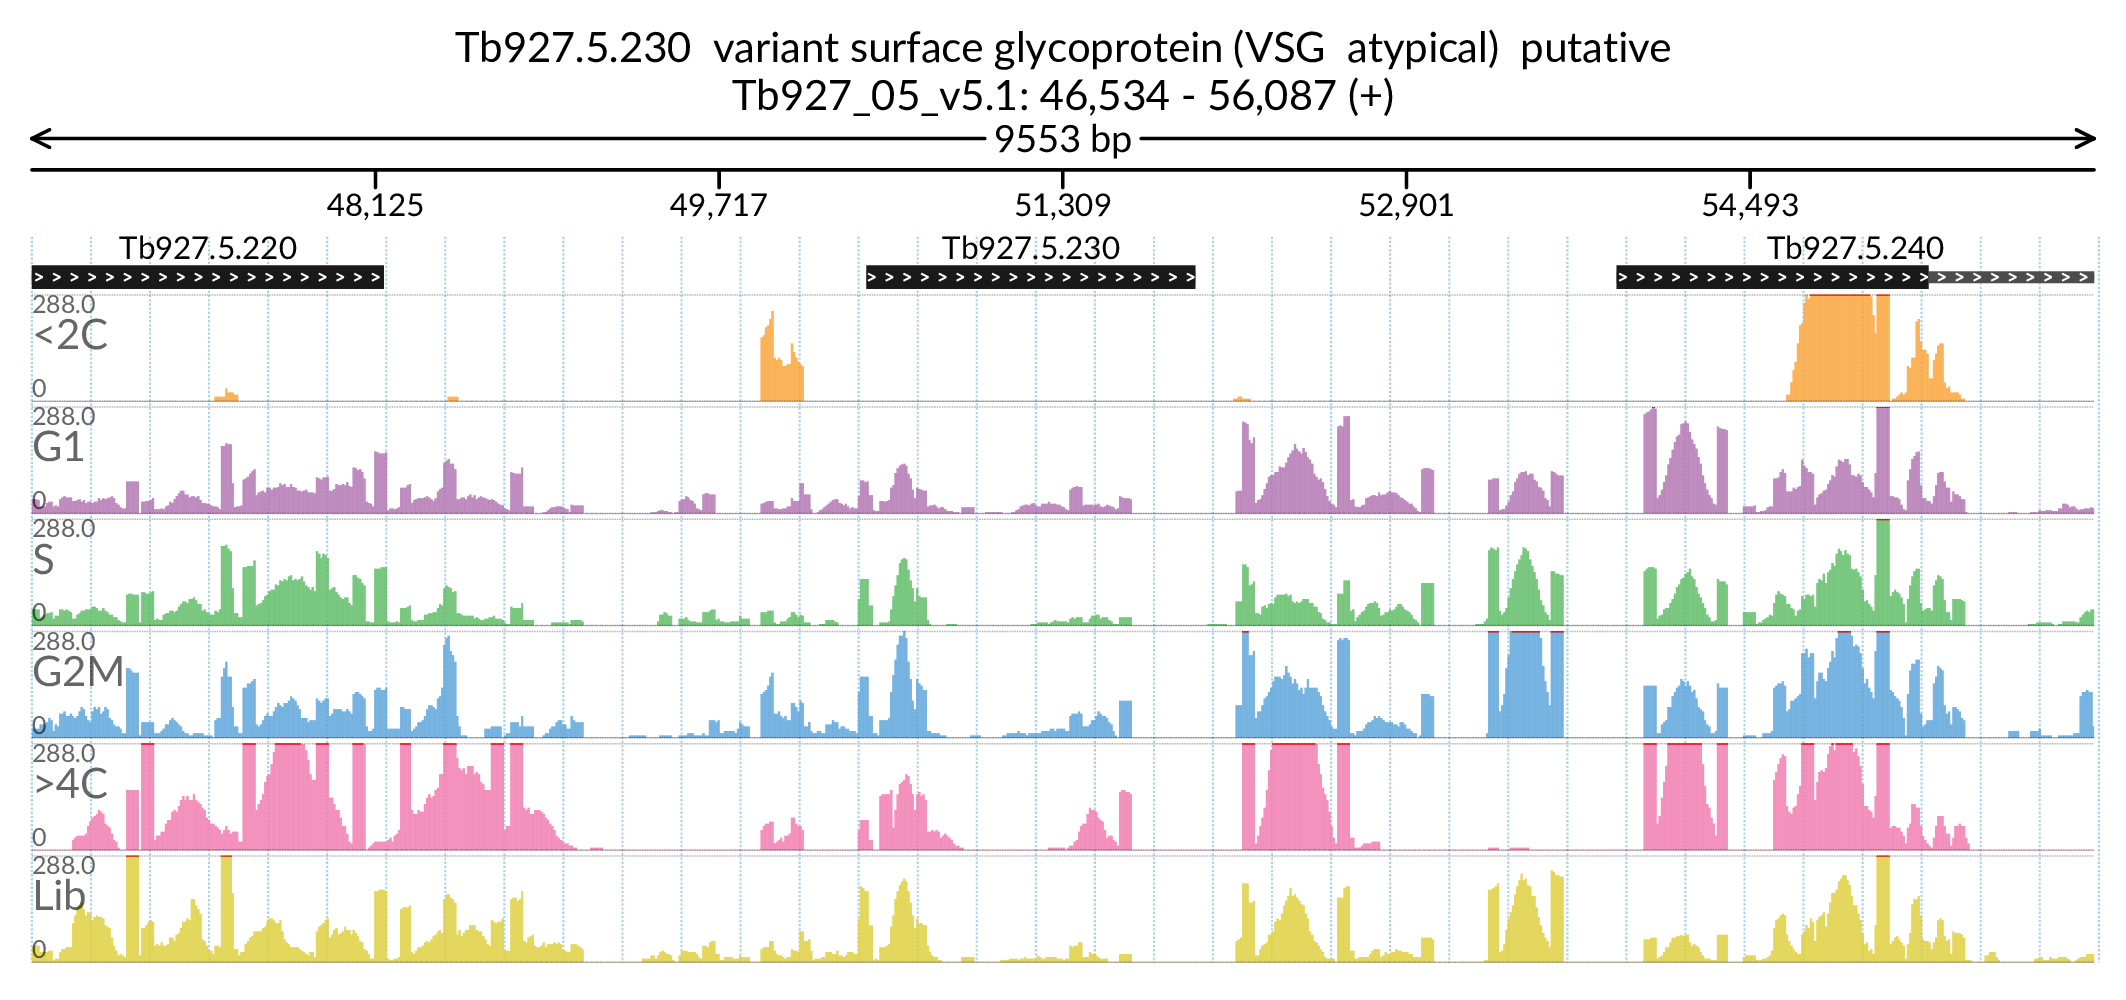 Tb927.5.230  variant surface glycoprotein (VSG  atypical)  putative
Tb927_05_v5.1: 46,534 - 56,087 (+)
9553 bp
48,125 49,717 51,309 52,901 54,493
Tb927.5.220 Tb927.5.230 Tb927.5.240
288.0
<2C
0
288.0
G1
0
288.0
S
0
288.0
G2M
0
288.0
>4C
0
288.0
Lib
0